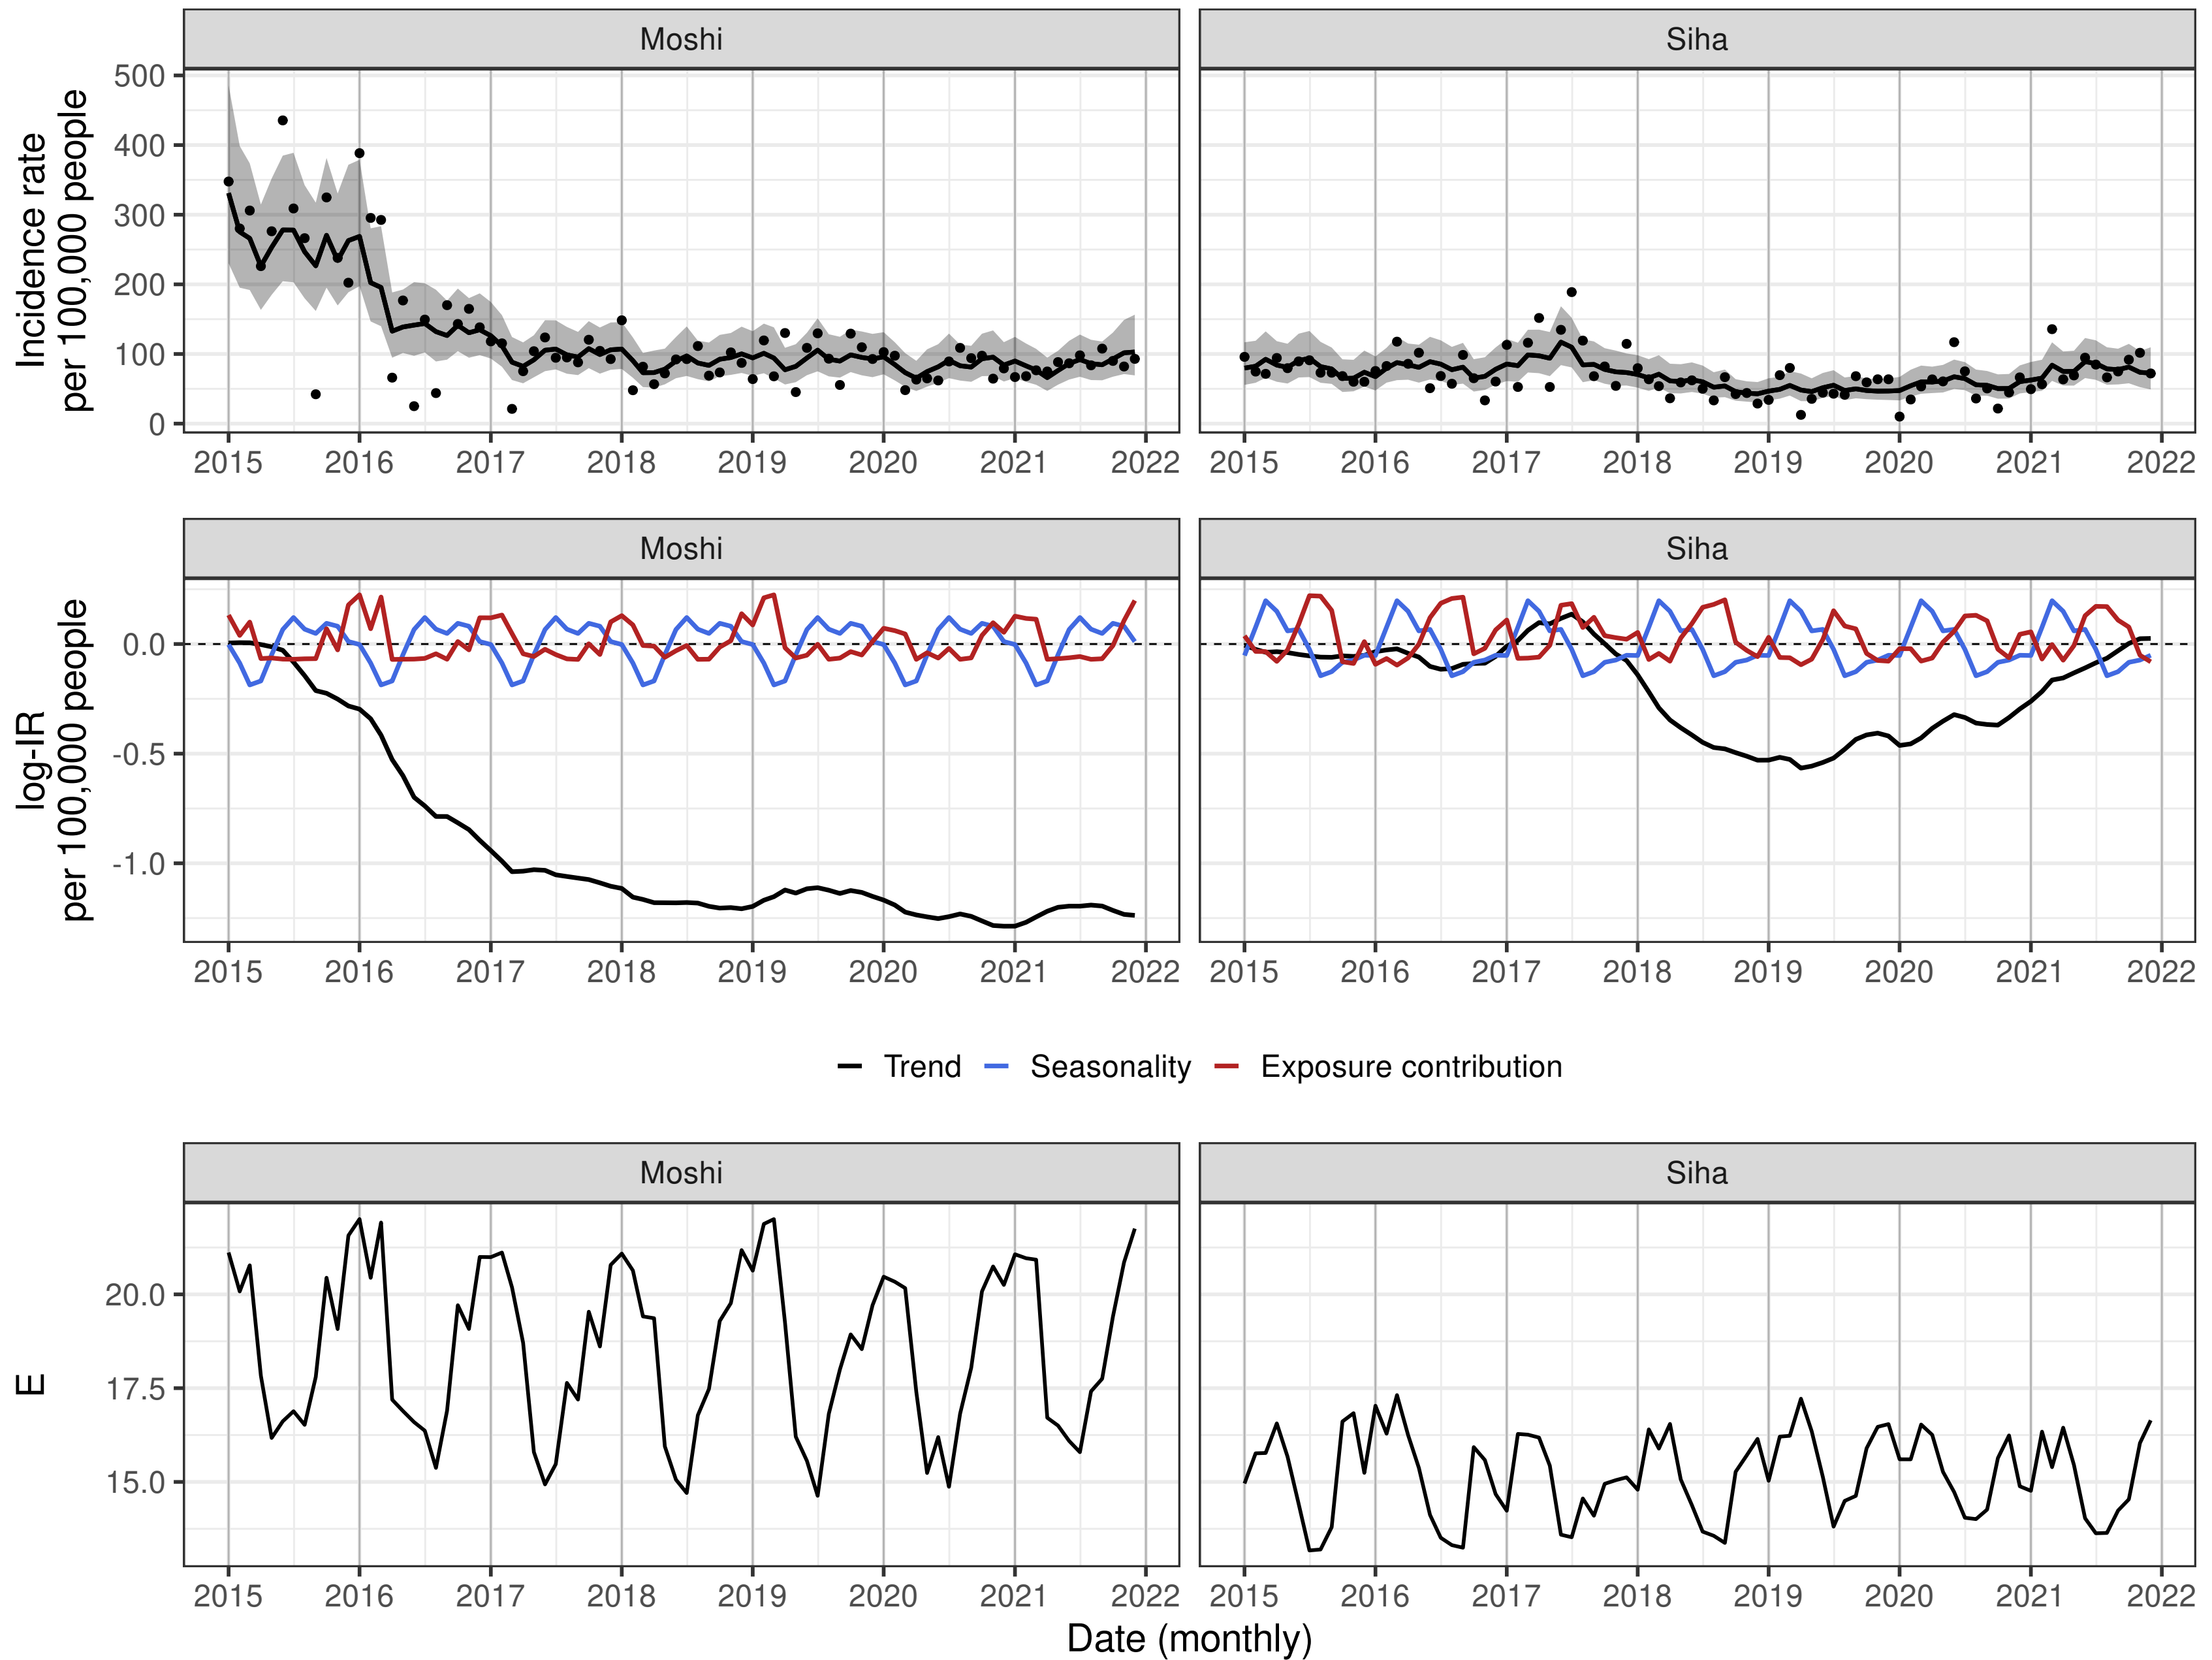 Moshi
Siha
Incidence rate
per 100,000 people
500
400
300
200
100
0
2015 2016 2017 2018 2019 2020 2021 2022
2015 2016 2017 2018 2019 2020 2021 2022
Moshi
Siha
log-IR
per 100,000 people
0.0
-0.5
-1.0
2015 2016 2017 2018 2019 2020 2021 2022
2015 2016 2017 2018 2019 2020 2021 2022
Trend Seasonality Exposure contribution
Moshi
Siha
E
20.0
17.5
15.0
2015 2016 2017 2018 2019 2020 2021 2022
2015 2016 2017 2018 2019 2020 2021 2022
Date (monthly)